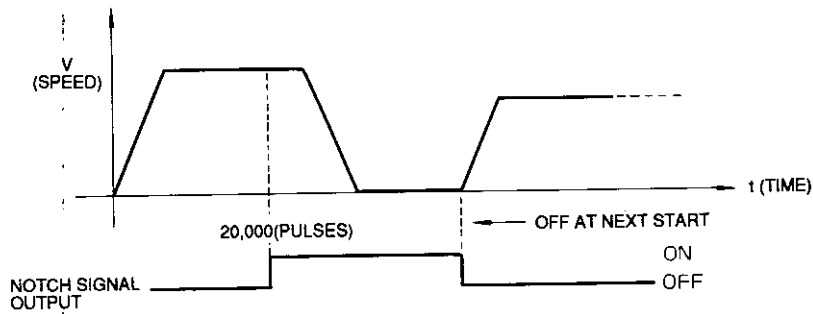 V
(SPEED)
t (TIME)
20,000(PULSES)
OFF AT NEXT START
ON
NOTCH SIGNAL
OUTPUT
OFF